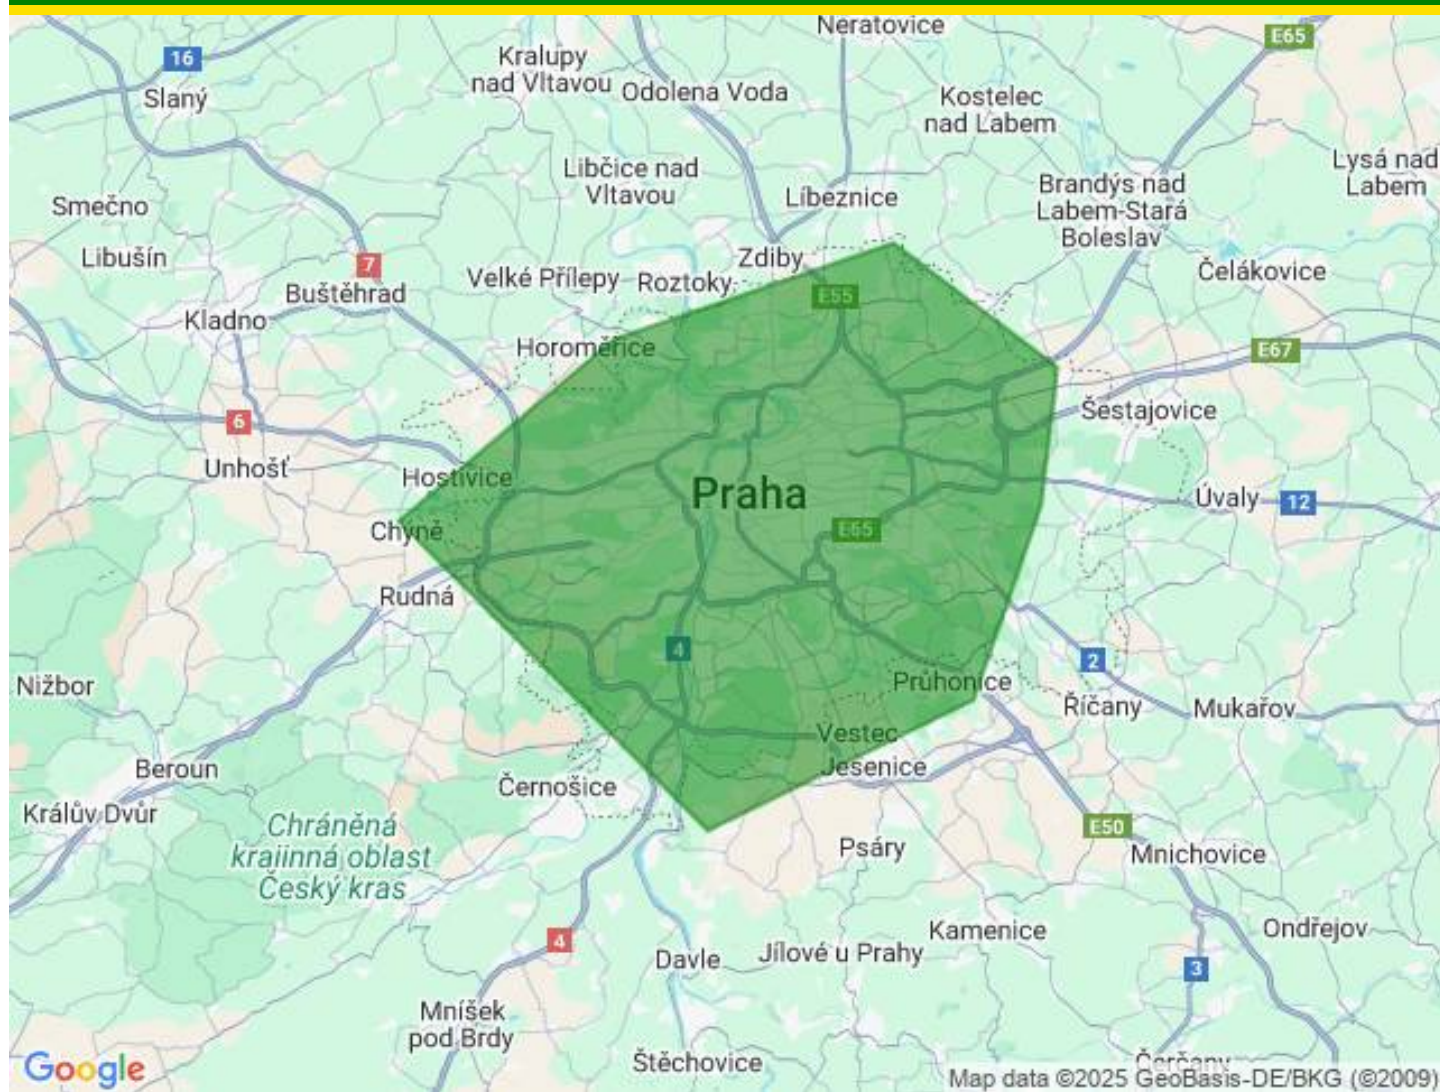 Neratovice
E65
16
Kralupy
nad Vltavou
Odolena Voda
Slaný
Kostelec
nad Labem
Lysá nad
Labem
Libčice nad
Vltavou
Brandýs nad
Labem-Stará
Boleslav
Líbeznice
Smečno
Libušín
Zdiby
7
Velké Přílepy
Roztoky
Čelákovice
Buštěhrad
E55
Kladno
Horoměřice
E67
Šestajovice
6
Unhošť
Hostivice
Praha
Úvaly
12
Chýně
E65
Rudná
4
2
Nižbor
Průhonice
Říčany
Mukařov
Vestec
Beroun
Jesenice
Černošice
Králův Dvůr
Chráněná
krajinná oblast
Český kras
E50
Psáry
Mnichovice
Kamenice
Ondřejov
4
Davle
Jílové u Prahy
3
Mníšek
pod Brdy
Štěchovice
Čerčany
Google
Map data ©2025 GeoBasis-DE/BKG (©2009)